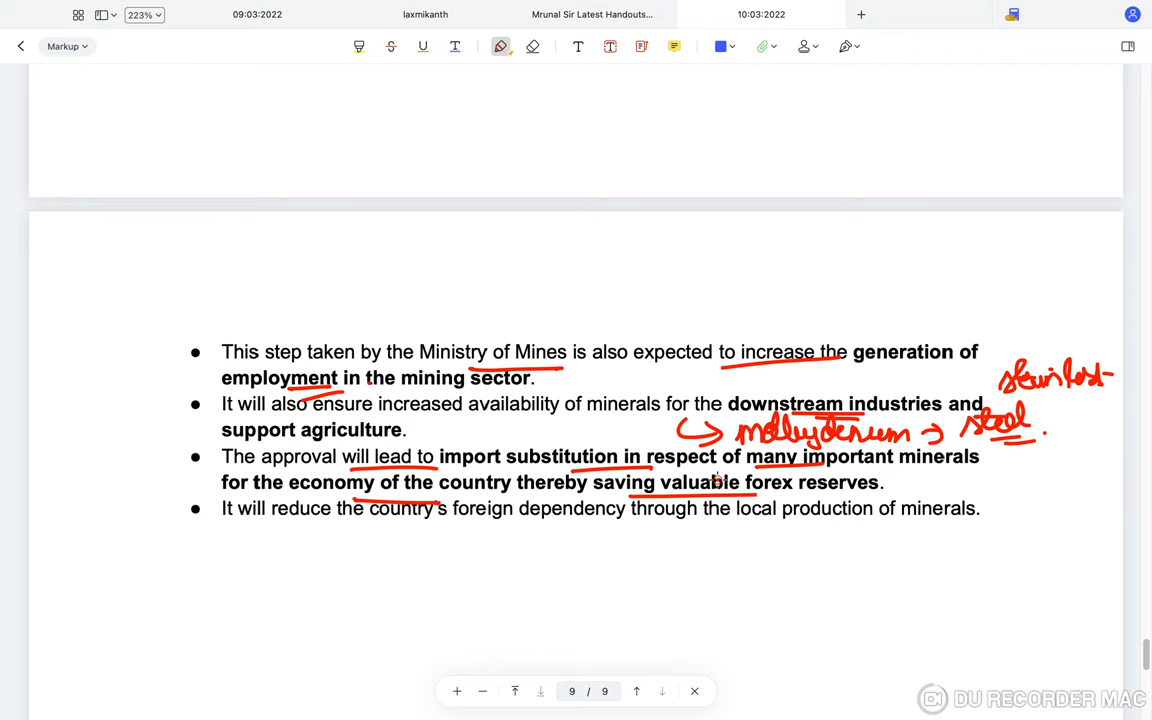 223%
09:03:2022
laxmikanth
Mrunal Sir Latest Handouts...
10:03:2022
Markup
T
T
T
● This step taken by the Ministry of Mines is also expected to increase the generation of
employment in the mining sector.
stainless-
● It will also ensure increased availability of minerals for the downstream industries and
steel.
support agriculture.
molybdenum →
● The approval will lead to import substitution in respect of many important minerals
for the economy of the country thereby saving valuable forex reserves.
● It will reduce the country's foreign dependency through the local production of minerals.
9 / 9
DU RECORDER MAC